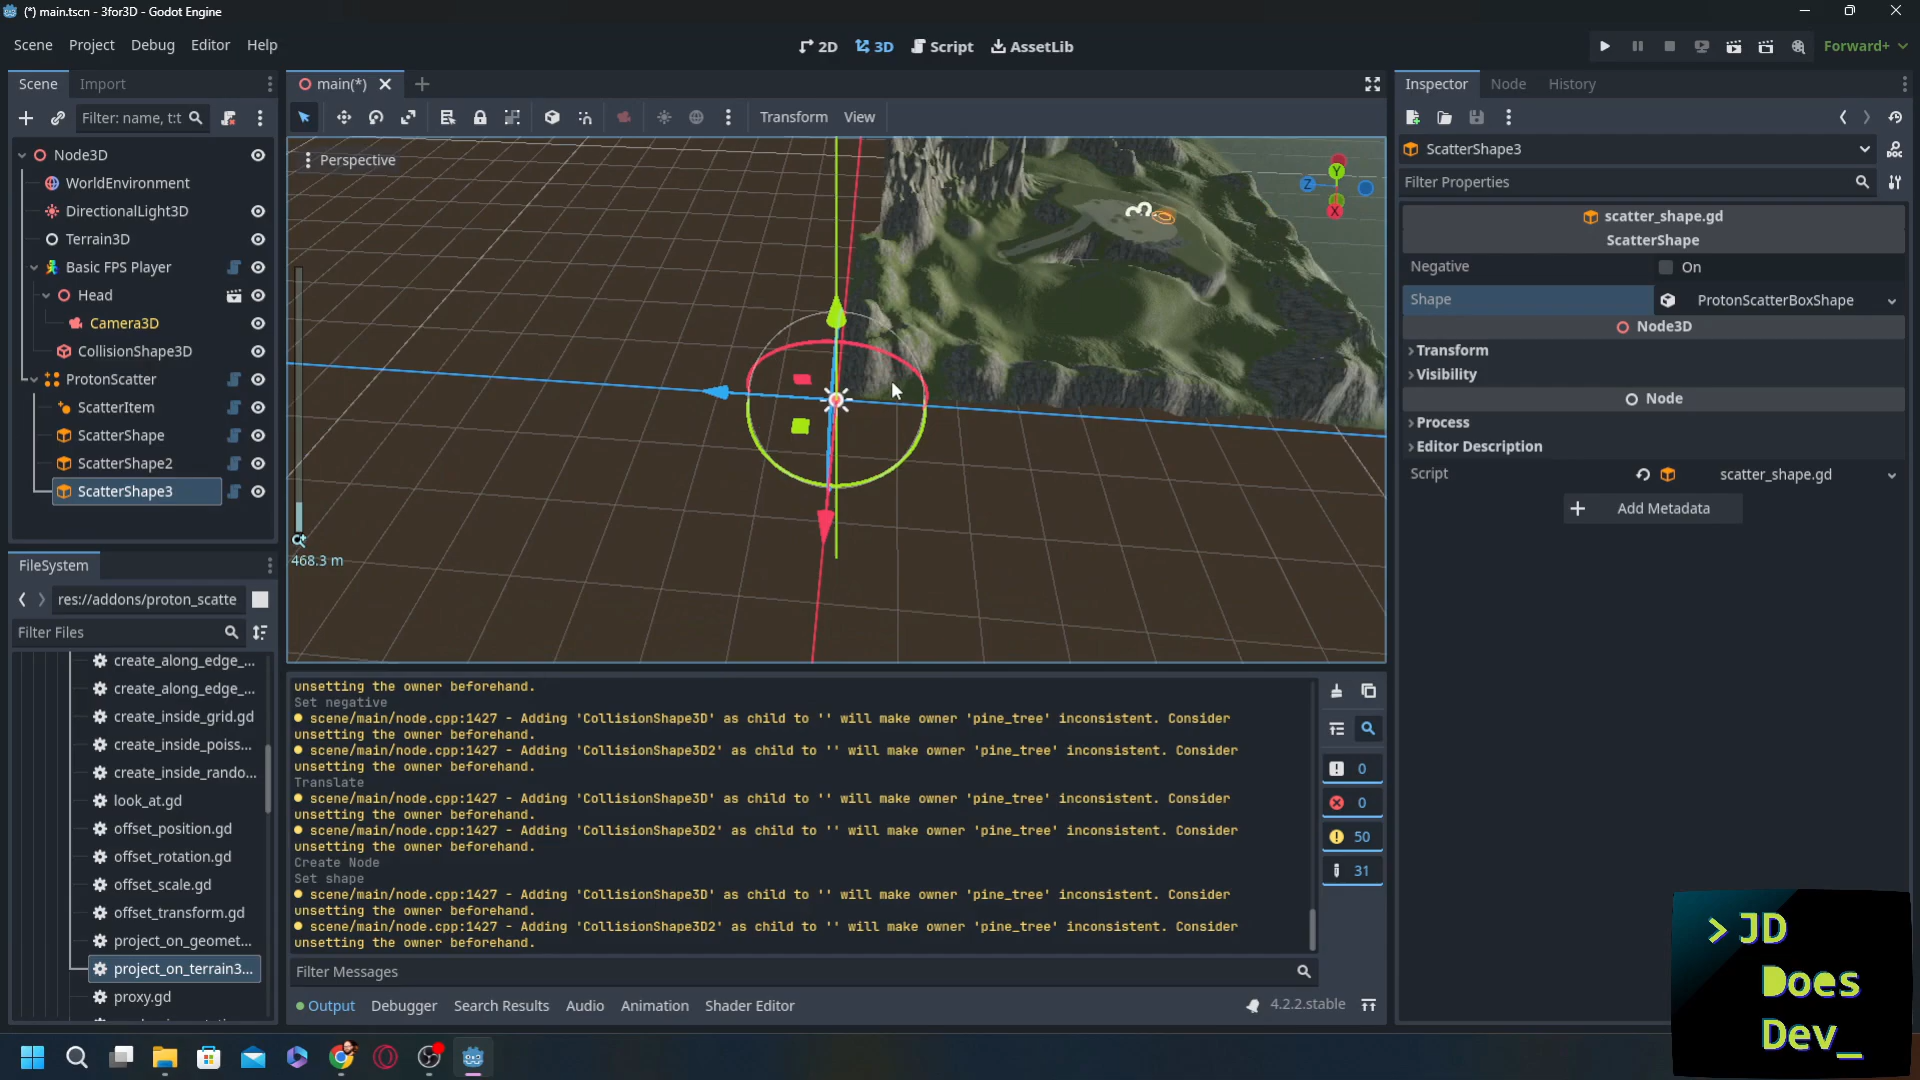 (*) main.tscn - 3for3D - Godot Engine
Scene Project Debug Editor Help
2D 3D Script AssetLib
Forward+
Scene Import
main(*)
Inspector Node History
Filter: name, t:t
Transform View
Perspective
Y
Z
X
468.3 m
Node3D
WorldEnvironment
DirectionalLight3D
Terrain3D
Basic FPS Player
Head
Camera3D
CollisionShape3D
ProtonScatter
ScatterItem
ScatterShape
ScatterShape2
ScatterShape3
FileSystem
res://addons/proton_scatte
Filter Files
create_along_edge_...
create_along_edge_...
create_inside_grid.gd
create_inside_poiss...
create_inside_rando...
look_at.gd
offset_position.gd
offset_rotation.gd
offset_scale.gd
offset_transform.gd
project_on_geomet...
project_on_terrain3...
proxy.gd
unsetting the owner beforehand.
Set negative
scene/main/node.cpp:1427 - Adding 'CollisionShape3D' as child to '' will make owner 'pine_tree' inconsistent. Consider
unsetting the owner beforehand.
scene/main/node.cpp:1427 - Adding 'CollisionShape3D2' as child to '' will make owner 'pine_tree' inconsistent. Consider
unsetting the owner beforehand.
Translate
scene/main/node.cpp:1427 - Adding 'CollisionShape3D' as child to '' will make owner 'pine_tree' inconsistent. Consider
unsetting the owner beforehand.
scene/main/node.cpp:1427 - Adding 'CollisionShape3D2' as child to '' will make owner 'pine_tree' inconsistent. Consider
unsetting the owner beforehand.
Create Node
Set shape
scene/main/node.cpp:1427 - Adding 'CollisionShape3D' as child to '' will make owner 'pine_tree' inconsistent. Consider
unsetting the owner beforehand.
scene/main/node.cpp:1427 - Adding 'CollisionShape3D2' as child to '' will make owner 'pine_tree' inconsistent. Consider
unsetting the owner beforehand.
0
0
50
31
Filter Messages
Output Debugger Search Results Audio Animation Shader Editor
4.2.2.stable
ScatterShape3
DOC
Filter Properties
scatter_shape.gd
ScatterShape
Negative On
Shape ProtonScatterBoxShape
Node3D
Transform
Visibility
Node
Process
Editor Description
Script scatter_shape.gd
Add Metadata
> JD
Does
Dev_